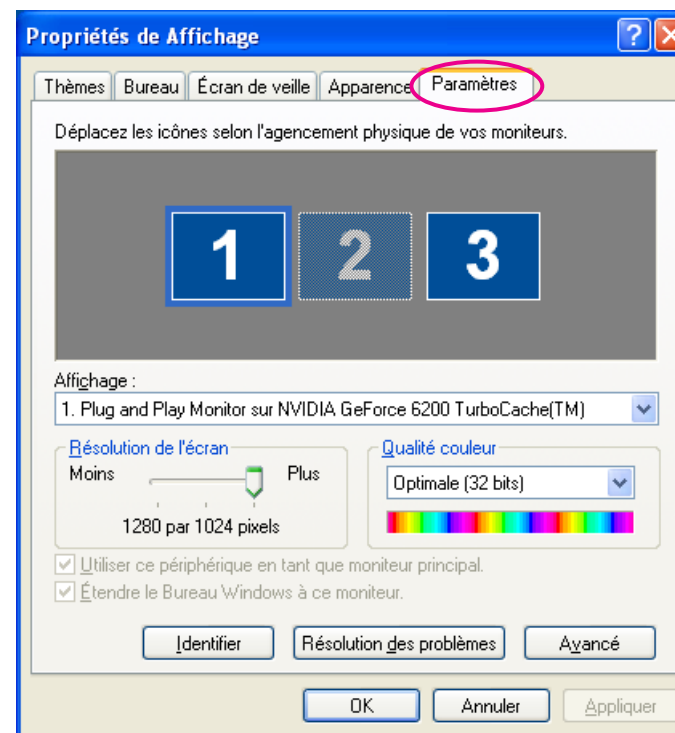 Propriétés de Affichage
Thèmes Bureau Écran de veille Apparence Paramètres
Déplacez les icônes selon l'agencement physique de vos moniteurs.
1 2 3
Affichage :
1. Plug and Play Monitor sur NVIDIA GeForce 6200 TurboCache(TM)
Résolution de l'écran Qualité couleur
Moins Plus Optimale (32 bits)
1280 par 1024 pixels
Utiliser ce périphérique en tant que moniteur principal.
Étendre le Bureau Windows à ce moniteur.
Identifier Résolution des problèmes Avancé
OK Annuler Appliquer